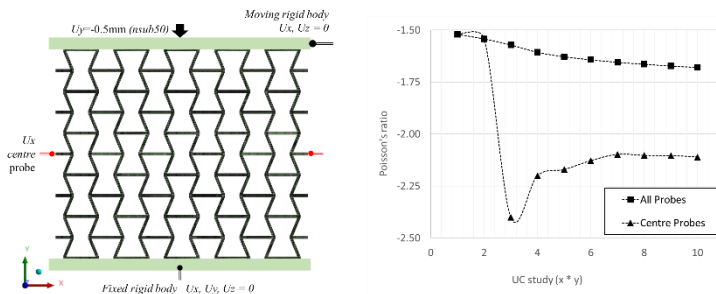 Uy=-0.5mm (nsub50)
Moving rigid body
Ux, Uz = 0
Ux
centre
probe
Y
Z
X
Fixed rigid body Ux, Uy, Uz = 0
-1.50
-1.75
-2.00
-2.25
-2.50
Poisson's ratio
0
2
4
6
8
10
UC study (x * y)
All Probes
Centre Probes